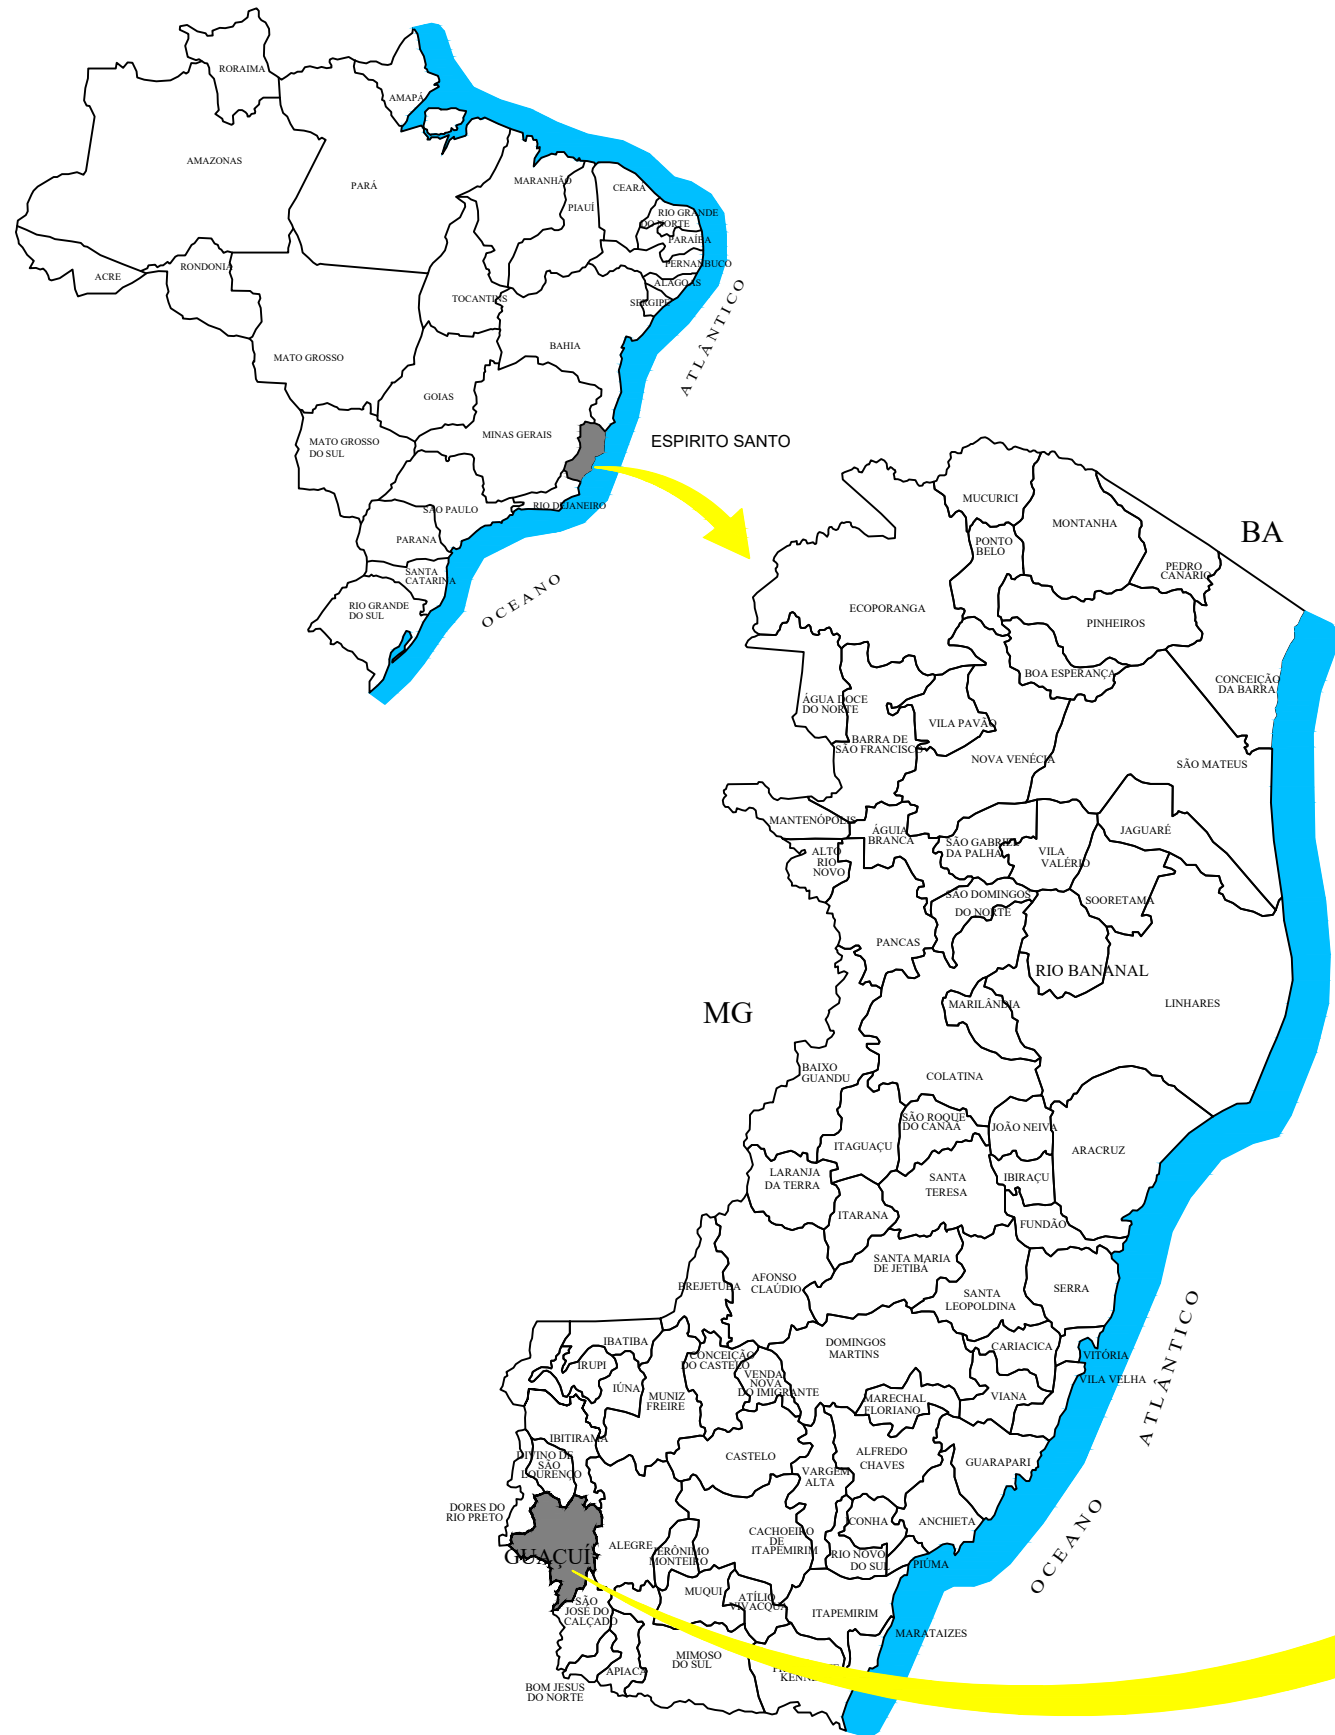 RORAIMA
AMAPÁ
AMAZONAS
PARÁ
MARANHÃO
PIAUÍ
CEARÁ
RIO GRANDE
DO NORTE
PARAÍBA
PERNANBUCO
ALAGOAS
SERGIPE
ACRE
RONDONIA
TOCANTINS
BAHIA
MATO GROSSO
GOIAS
MINAS GERAIS
MATO GROSSO
DO SUL
SÃO PAULO
RIO DEJANEIRO
PARANA
SANTA
CATARINA
RIO GRANDE
DO SUL
OCEANO
ATLÂNTICO
ESPIRITO SANTO
BA
MG
MUCURICI
MONTANHA
PONTO
BELO
PEDRO
CANARIO
ECOPORANGA
PINHEIROS
BOA ESPERANÇA
CONCEIÇÃO
DA BARRA
ÁGUA DOCE
DO NORTE
VILA PAVÃO
BARRA DE
SÃO FRANCISCO
NOVA VENÉCIA
SÃO MATEUS
MANTENÓPOLIS
ÁGUIA
BRANCA
SÃO GABRIEL
DA PALHA
VILA
VALÉRIO
JAGUARÉ
ALTO
RIO
NOVO
SÃO DOMINGOS
DO NORTE
SOORETAMA
PANCAS
RIO BANANAL
MARILÂNDIA
LINHARES
BAIXO
GUANDU
COLATINA
SÃO ROQUE
DO CANAÃ
JOÃO NEIVA
ITAGUAÇU
ARACRUZ
LARANJA
DA TERRA
SANTA
TERESA
IBIRAÇU
ITARANA
FUNDÃO
SANTA MARIA
DE JETIBA
BREJETUBA
AFONSO
CLAÚDIO
SANTA
LEOPOLDINA
SERRA
IBATIBA
DOMINGOS
MARTINS
CARIACICA
VITÓRIA
IRUPI
CONCEIÇÃO
DO CASTELO
VENDA
NOVA
DO IMIGRANTE
VILA VELHA
IÚNA
MUNIZ
FREIRE
MARECHAL
FLORIANO
VIANA
IBITIRAMA
DIVINO DE
SÃO
LOURENÇO
CASTELO
VARGEM
ALTA
ALFREDO
CHAVES
GUARAPARI
DORES DO
RIO PRETO
GUAÇUÍ
ALEGRE
JERÔNIMO
MONTEIRO
CACHOEIRO
DE
ITAPEMIRIM
CONHA
ANCHIETA
RIO NOVO
DO SUL
PIÚMA
SÃO
JOSÉ DO
CALÇADO
MUQUI
ATÍLIO
VIVACQUA
ITAPEMIRIM
MARATAIZES
MIMOSO
DO SUL
APIACÁ
BOM JESUS
DO NORTE
OCEANO
ATLÂNTICO